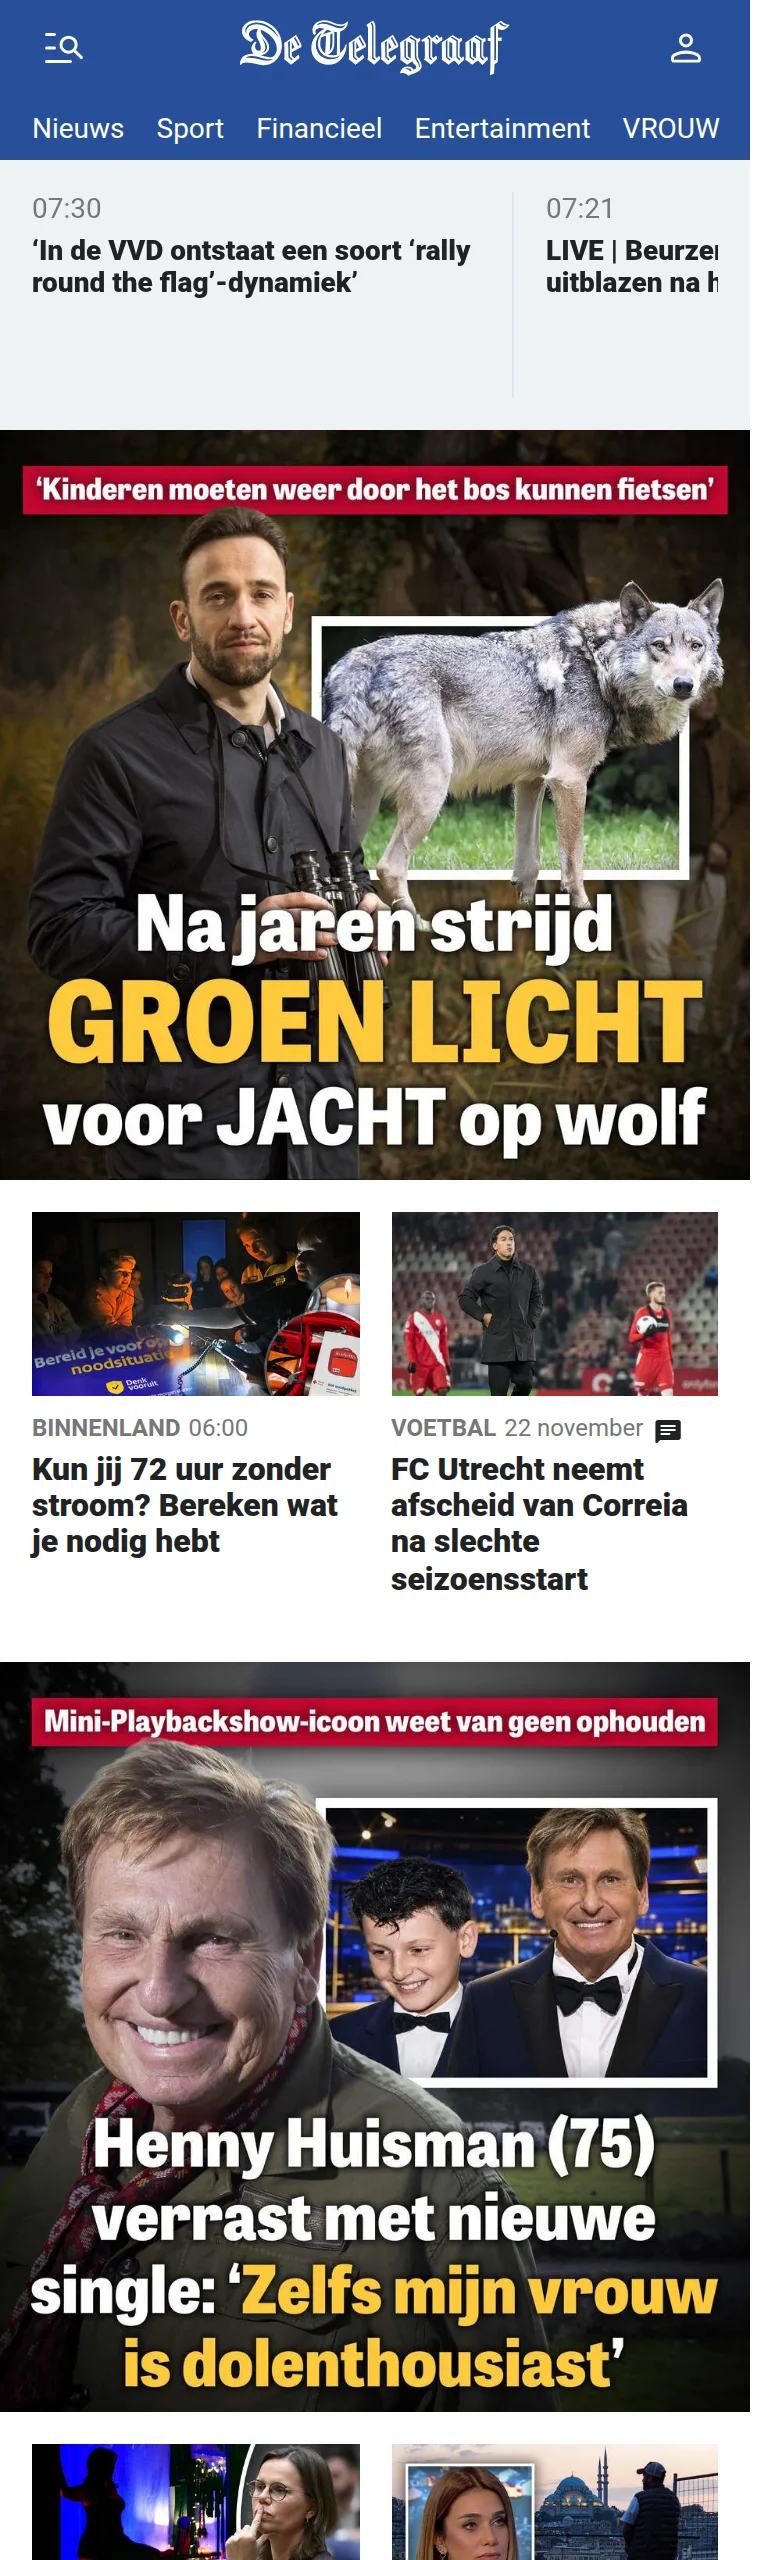 De Telegraaf
Nieuws Sport Financieel Entertainment VROUW
07:30
‘In de VVD ontstaat een soort ‘rally
round the flag’-dynamiek’
07:21
LIVE | Beurzen
uitblazen na h
‘Kinderen moeten weer door het bos kunnen fietsen’
Na jaren strijd
GROEN LICHT
voor JACHT op wolf
Bereid je voor op
noodsituatie
Denk
vooruit
BINNENLAND 06:00
Kun jij 72 uur zonder
stroom? Bereken wat
je nodig hebt
VOETBAL 22 november
FC Utrecht neemt
afscheid van Correia
na slechte
seizoensstart
Mini-Playbackshow-icoon weet van geen ophouden
Henny Huisman (75)
verrast met nieuwe
single: ‘Zelfs mijn vrouw
is dolenthousiast’